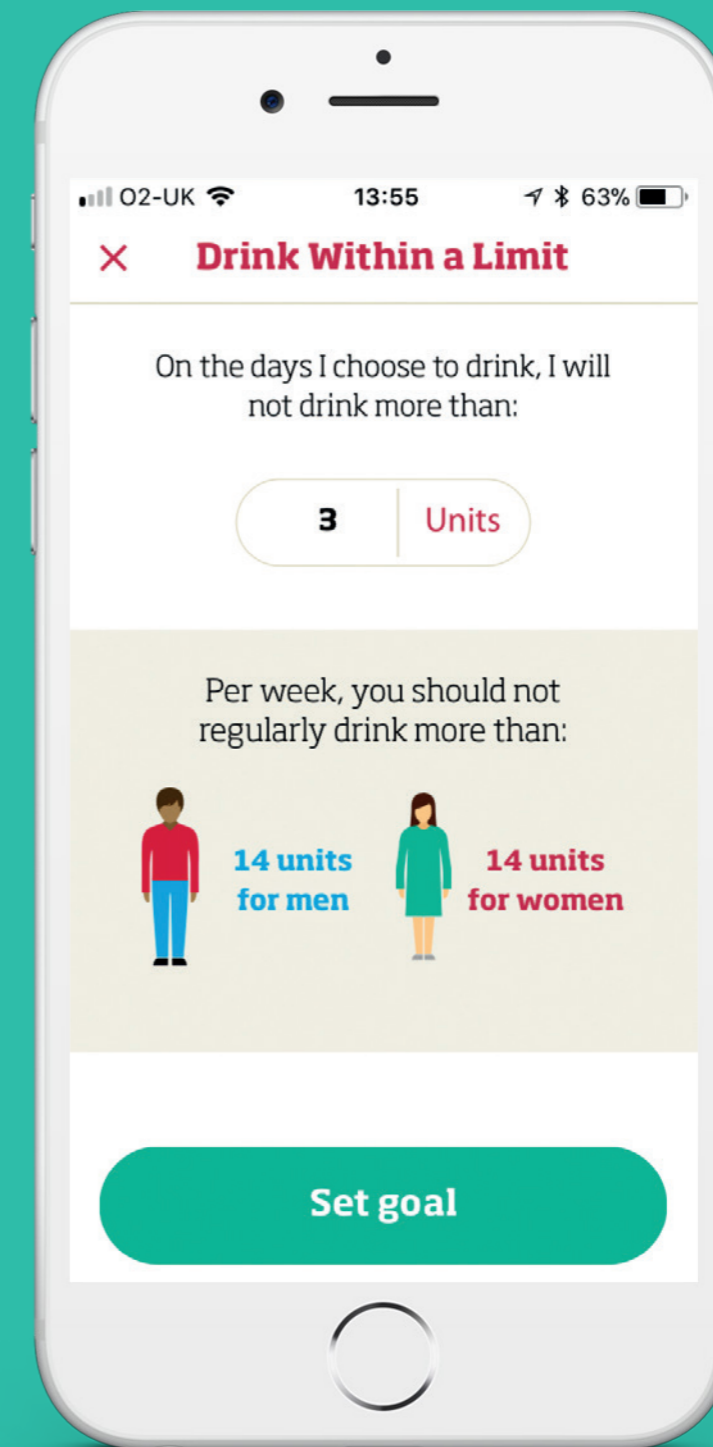 O2-UK 13:55 63%
Drink Within a Limit
On the days I choose to drink, I will
not drink more than:
3 Units
Per week, you should not
regularly drink more than:
14 units
for men
14 units
for women
Set goal